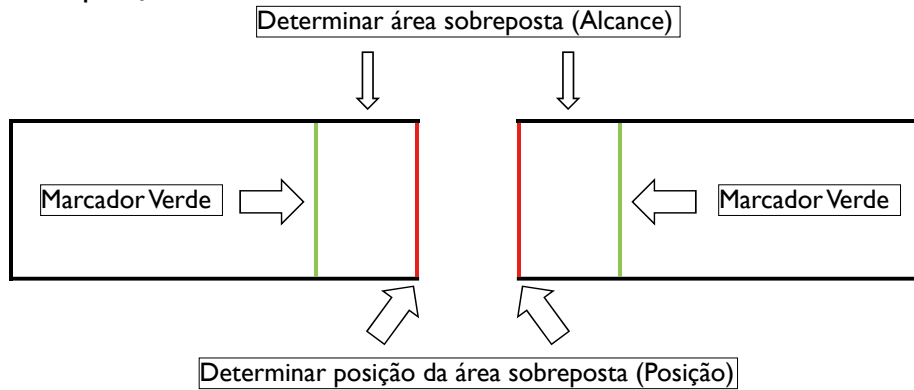 Determinar área sobreposta (Alcance)
Marcador Verde
Marcador Verde
Determinar posição da área sobreposta (Posição)